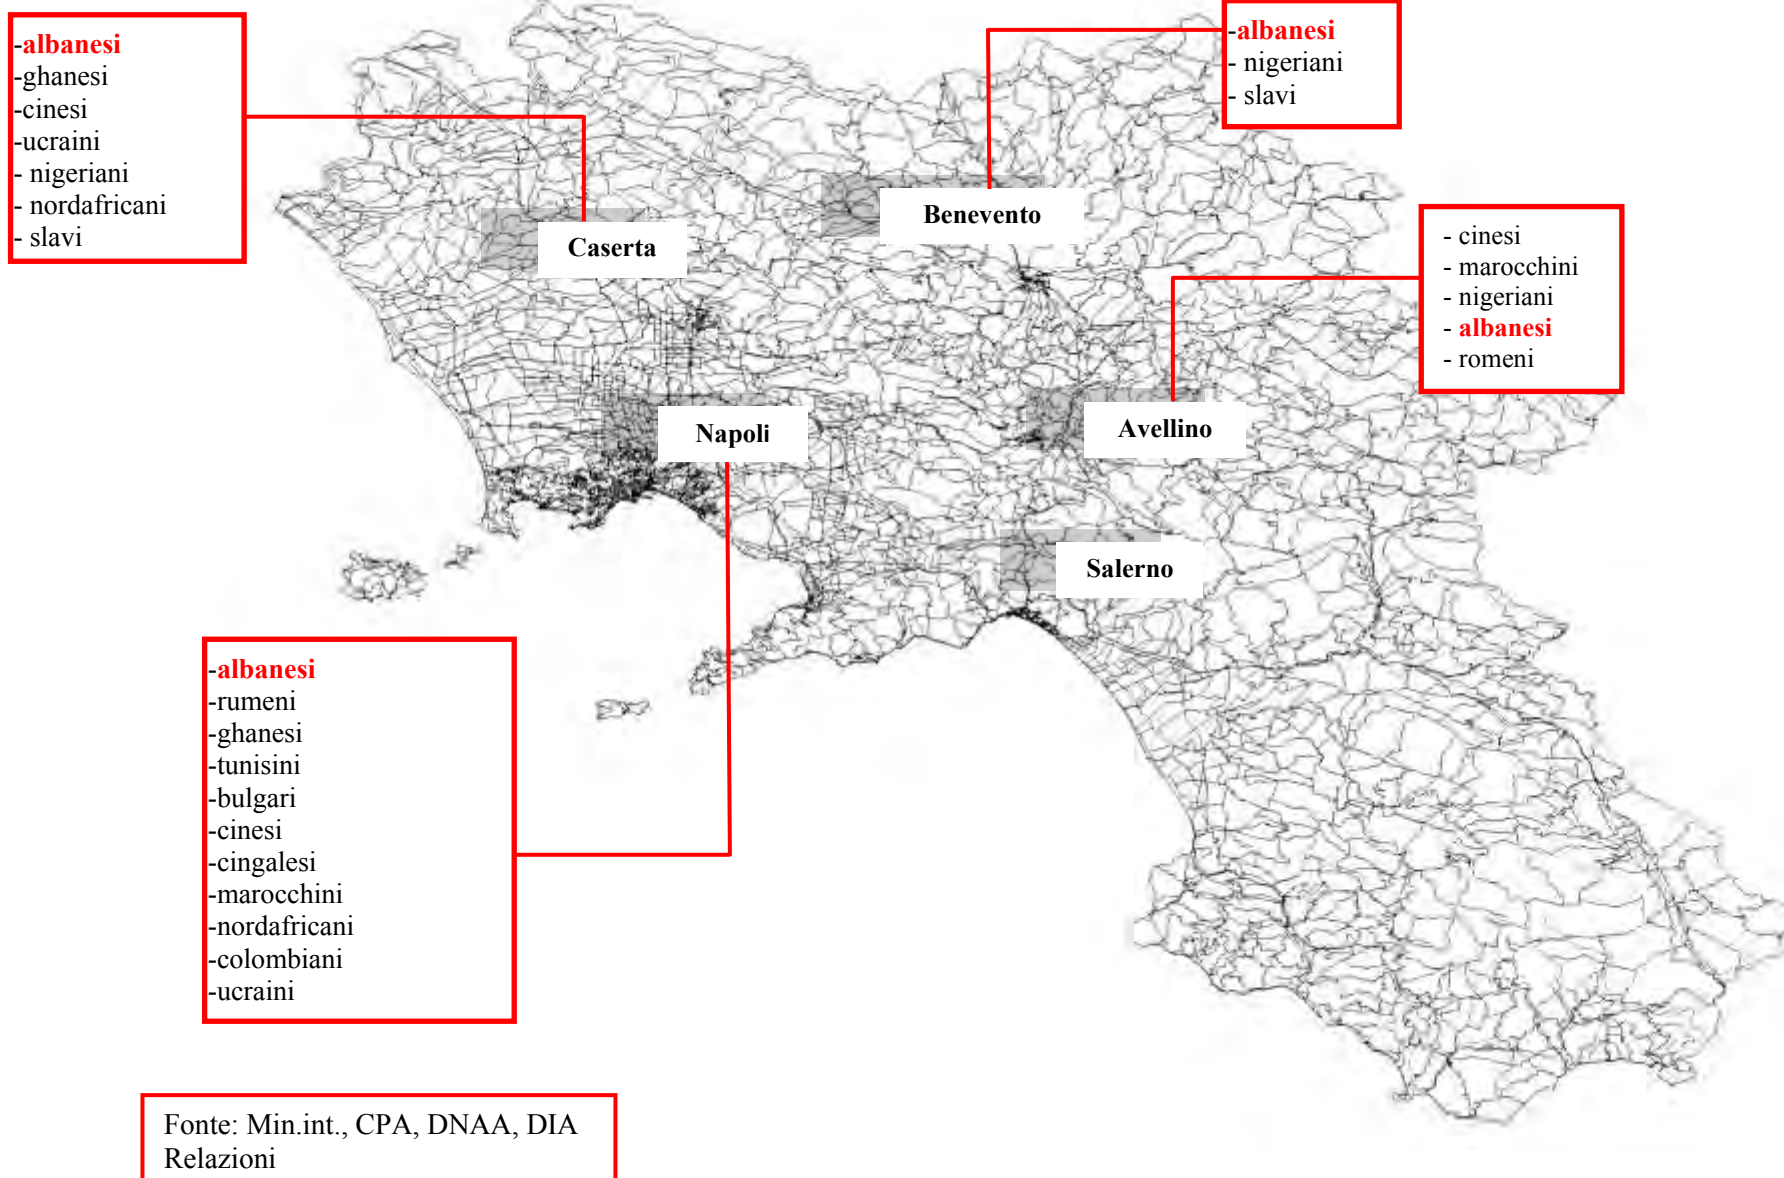 -albanesi
-ghanesi
-cinesi
-ucraini
- nigeriani
- nordafricani
- slavi
-albanesi
- nigeriani
- slavi
Benevento
Caserta
- cinesi
- marocchini
- nigeriani
- albanesi
- romeni
Napoli
Avellino
Salerno
-albanesi
-rumeni
-ghanesi
-tunisini
-bulgari
-cinesi
-cingalesi
-marocchini
-nordafricani
-colombiani
-ucraini
Fonte: Min.int., CPA, DNAA, DIA
Relazioni